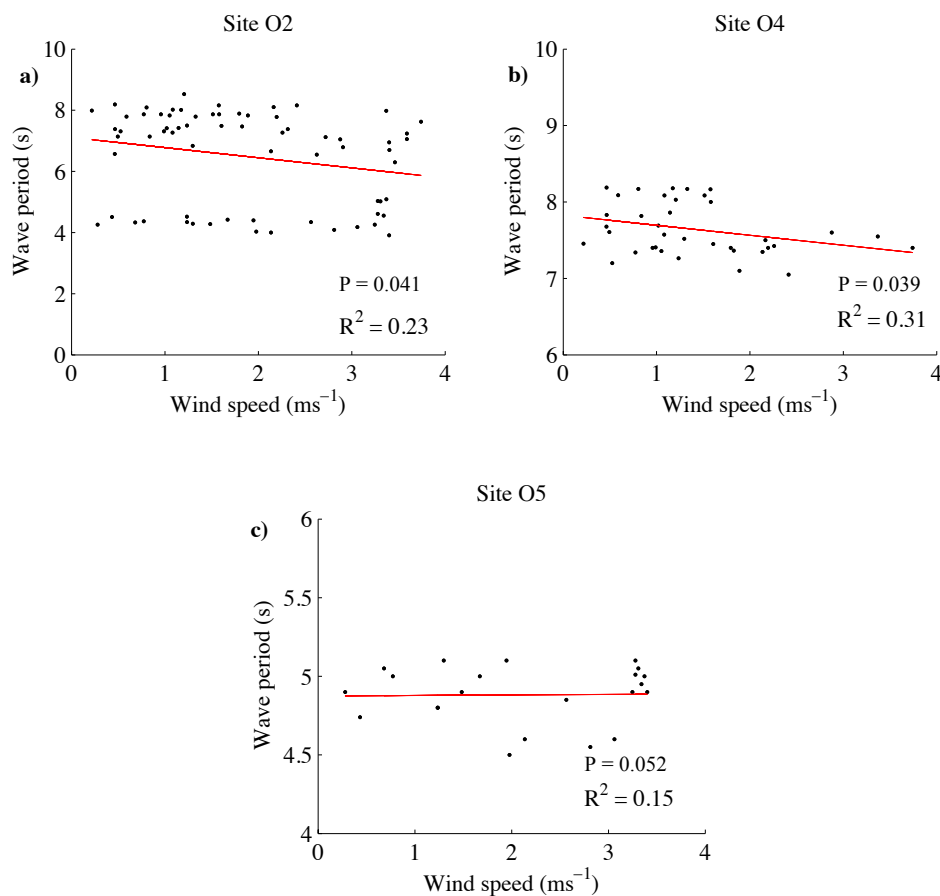 Site O2
a)
10
8
6
4
2
0
Wave period (s)
P = 0.041
R² = 0.23
0 1 2 3 4
Wind speed (ms⁻¹)
Site O4
b)
10
9
8
7
6
Wave period (s)
P = 0.039
R² = 0.31
0 1 2 3 4
Wind speed (ms⁻¹)
Site O5
c)
6
5.5
5
4.5
4
Wave period (s)
P = 0.052
R² = 0.15
0 1 2 3 4
Wind speed (ms⁻¹)